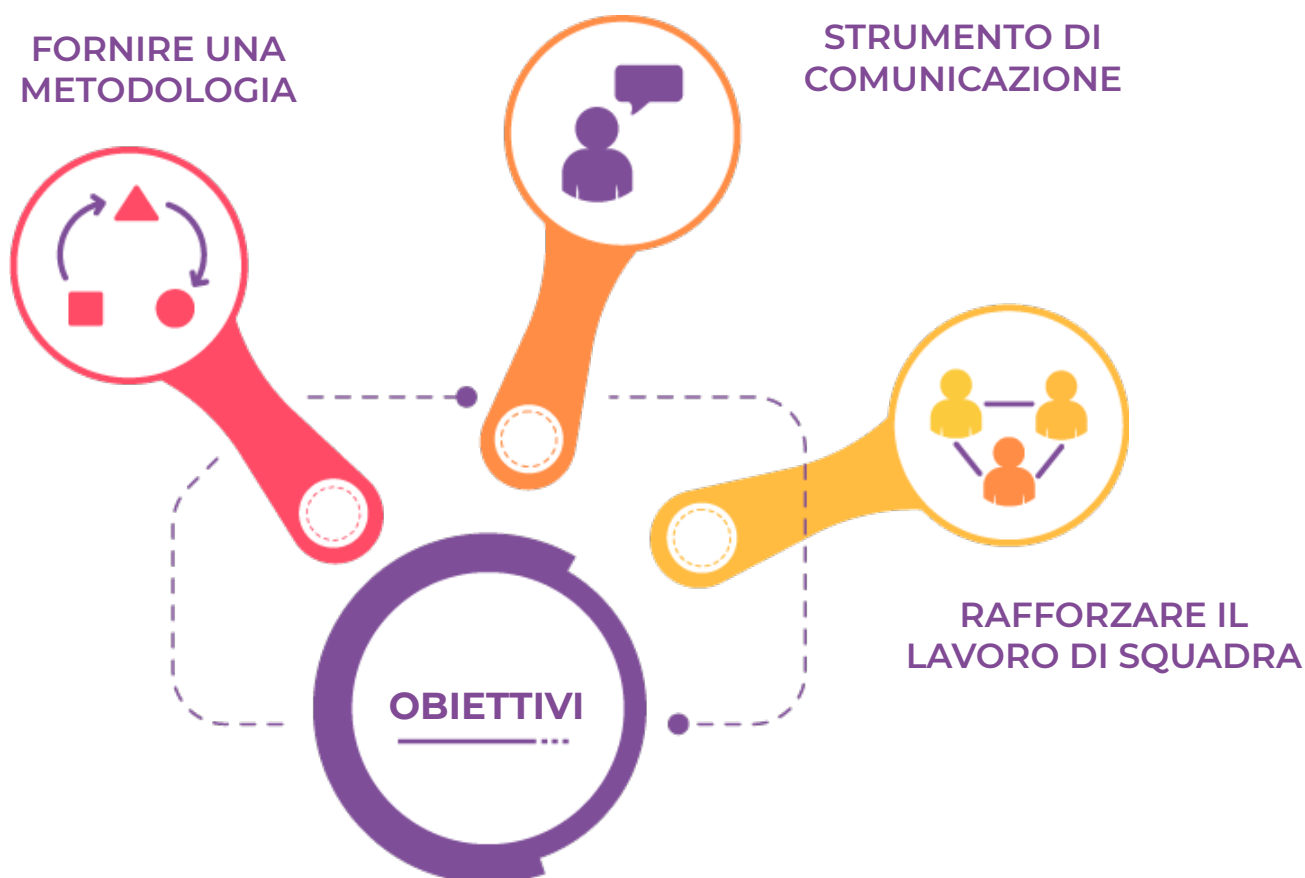 FORNIRE UNA
METODOLOGIA
STRUMENTO DI
COMUNICAZIONE
RAFFORZARE IL
LAVORO DI SQUADRA
OBIETTIVI